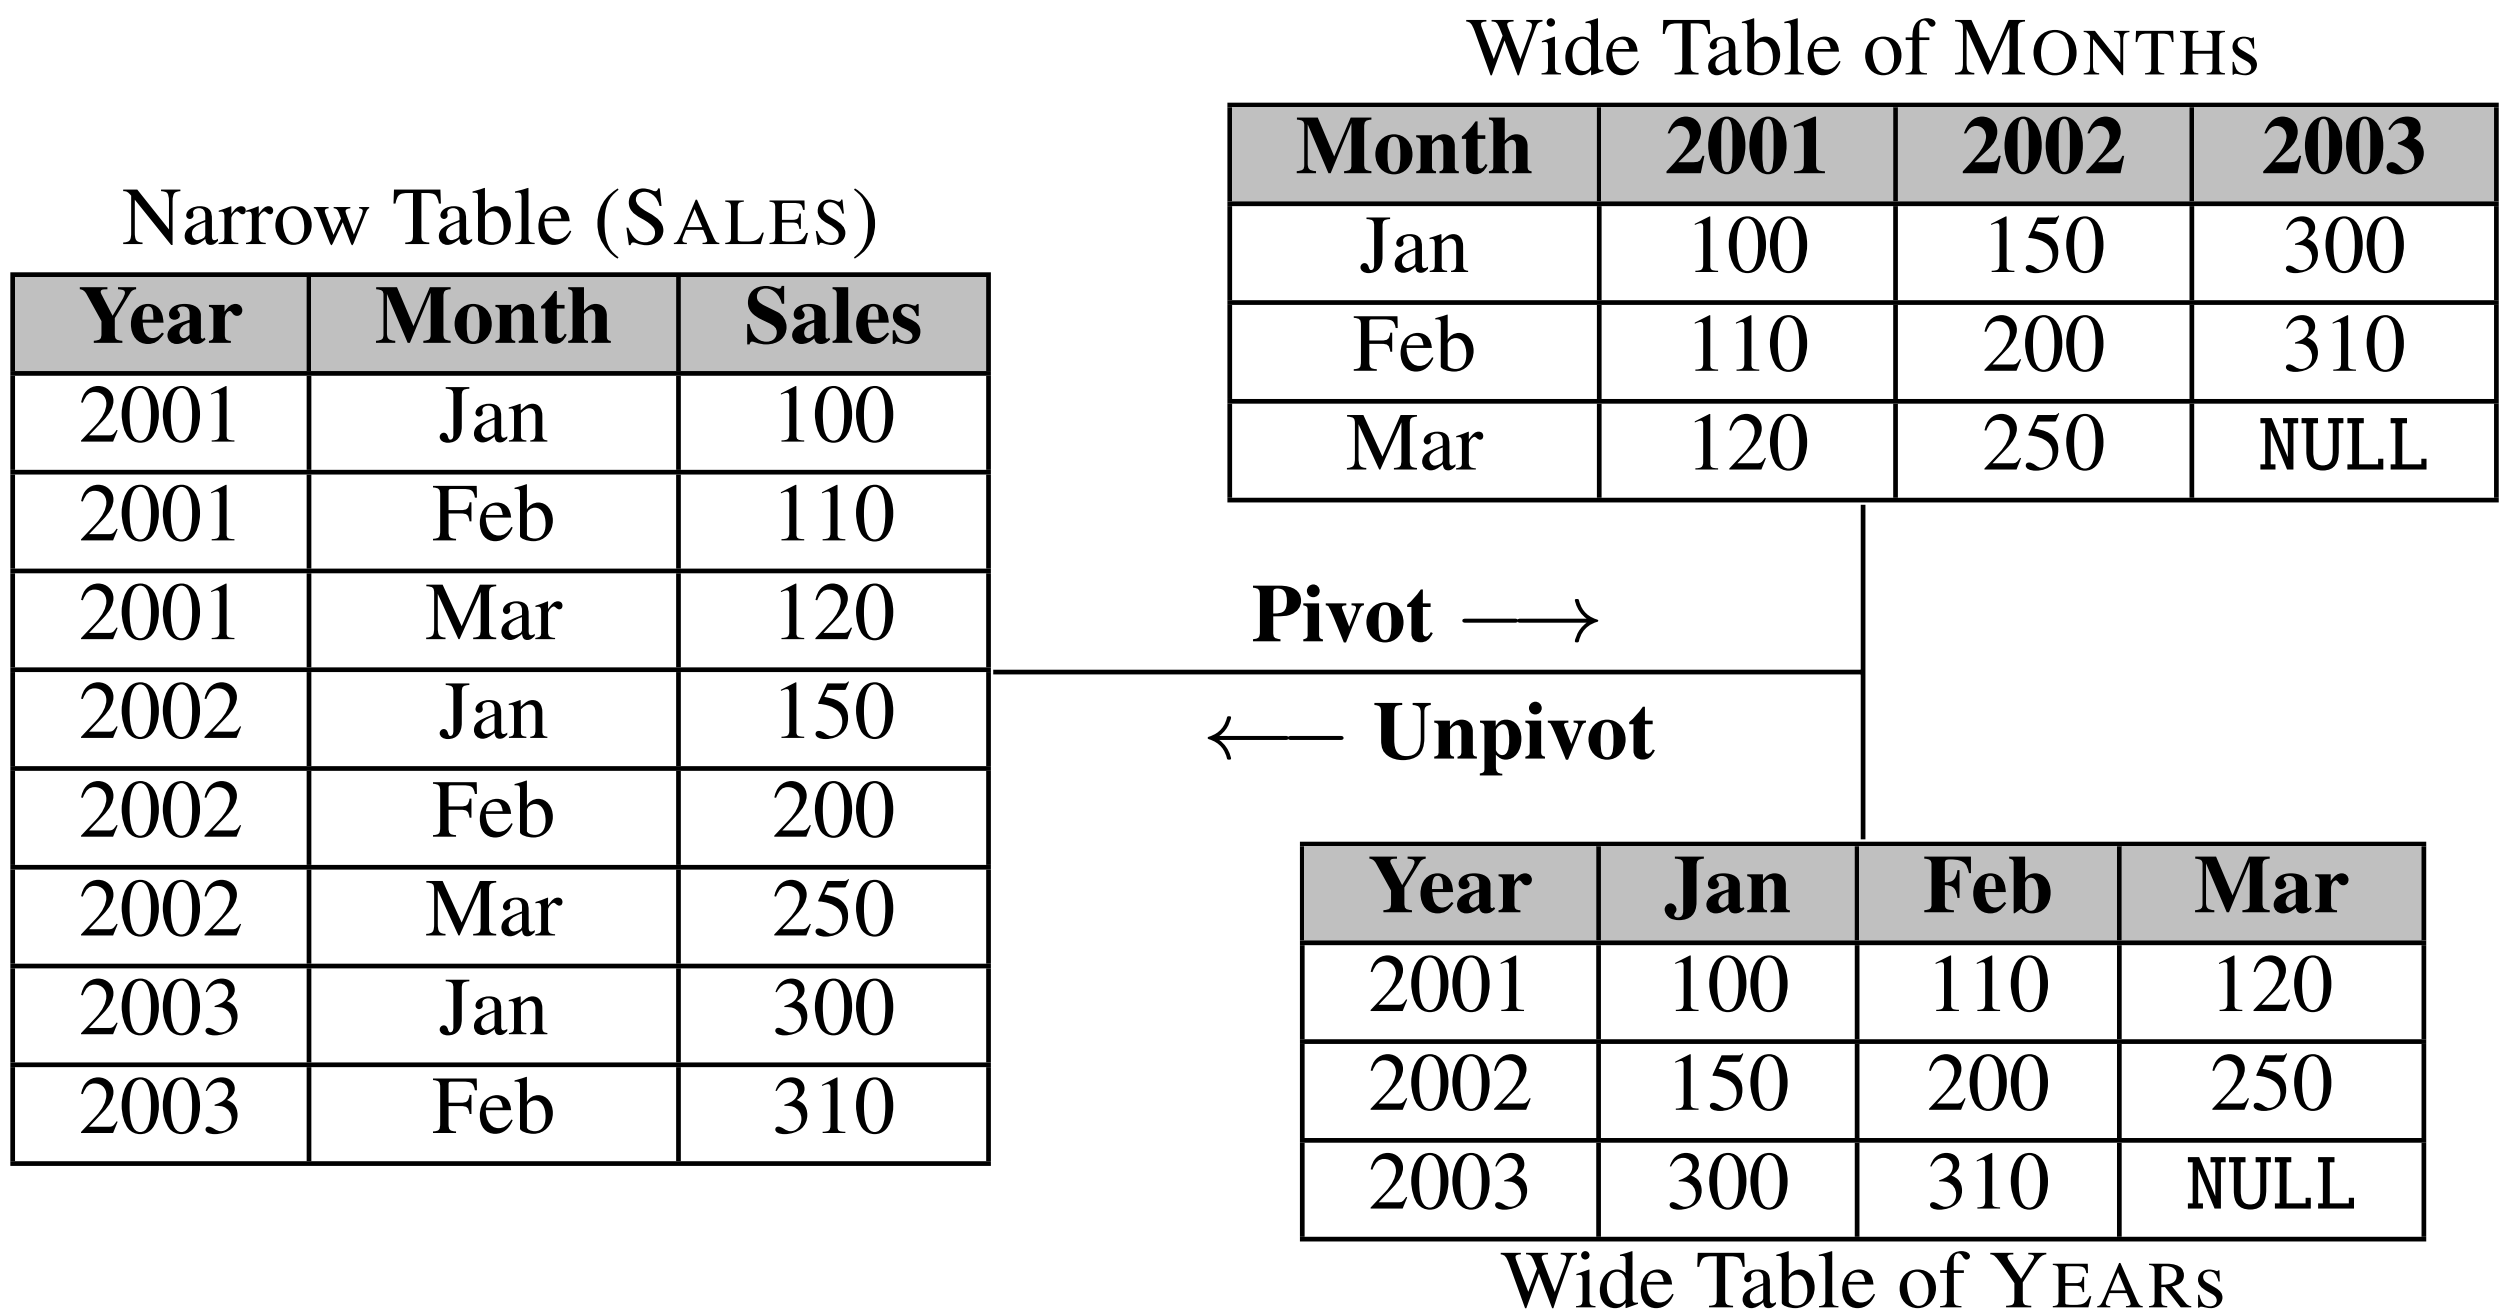 Narrow Table (SALES)
Year Month Sales
2001 Jan 100
2001 Feb 110
2001 Mar 120
2002 Jan 150
2002 Feb 200
2002 Mar 250
2003 Jan 300
2003 Feb 310
Wide Table of MONTHS
Month 2001 2002 2003
Jan 100 150 300
Feb 110 200 310
Mar 120 250 NULL
Pivot ⟶
⟵ Unpivot
Year Jan Feb Mar
2001 100 110 120
2002 150 200 250
2003 300 310 NULL
Wide Table of YEARS